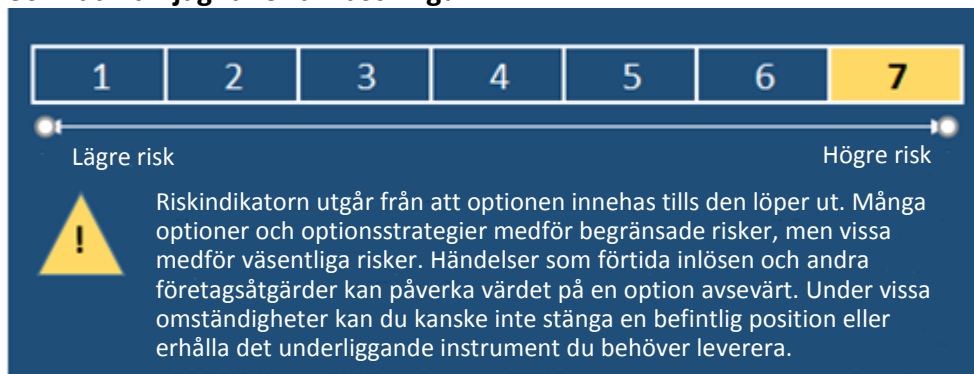 1 2 3 4 5 6 7
Lägre risk Högre risk
Riskindikatorn utgår från att optionen innehas tills den löper ut. Många
! optioner och optionsstrategier medför begränsade risker, men vissa
medför väsentliga risker. Händelser som förtida inlösen och andra
företagsåtgärder kan påverka värdet på en option avsevärt. Under vissa
omständigheter kan du kanske inte stänga en befintlig position eller
erhålla det underliggande instrument du behöver leverera.